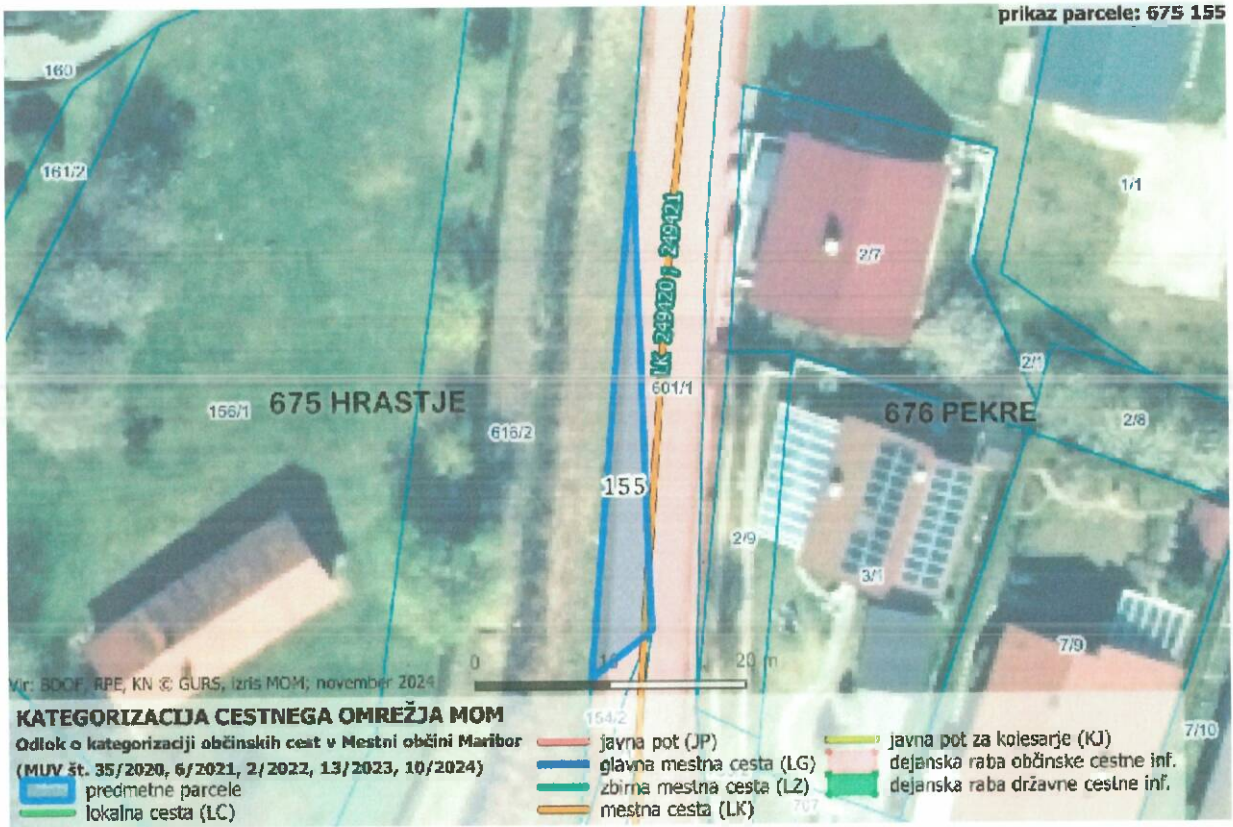 prikaz parcele: 675 155
160
161/2
1/1
2/7
LK 249420 ; 249421
2/1
601/1
156/1
675 HRASTJE
616/2
676 PEKRE
2/8
155
2/9
3/1
7/9
0
10
20 m
Vir: BDOF, RPE, KN © GURS, izris MOM; november 2024
KATEGORIZACIJA CESTNEGA OMREŽJA MOM
Odlok o kategorizaciji občinskih cest v Mestni občini Maribor
(MUV št. 35/2020, 6/2021, 2/2022, 13/2023, 10/2024)
predmetne parcele
lokalna cesta (LC)
154/2
javna pot (JP)
glavna mestna cesta (LG)
zbirna mestna cesta (LZ)
mestna cesta (LK)
707
javna pot za kolesarje (KJ)
dejanska raba občinske cestne inf.
dejanska raba državne cestne inf.
7/10